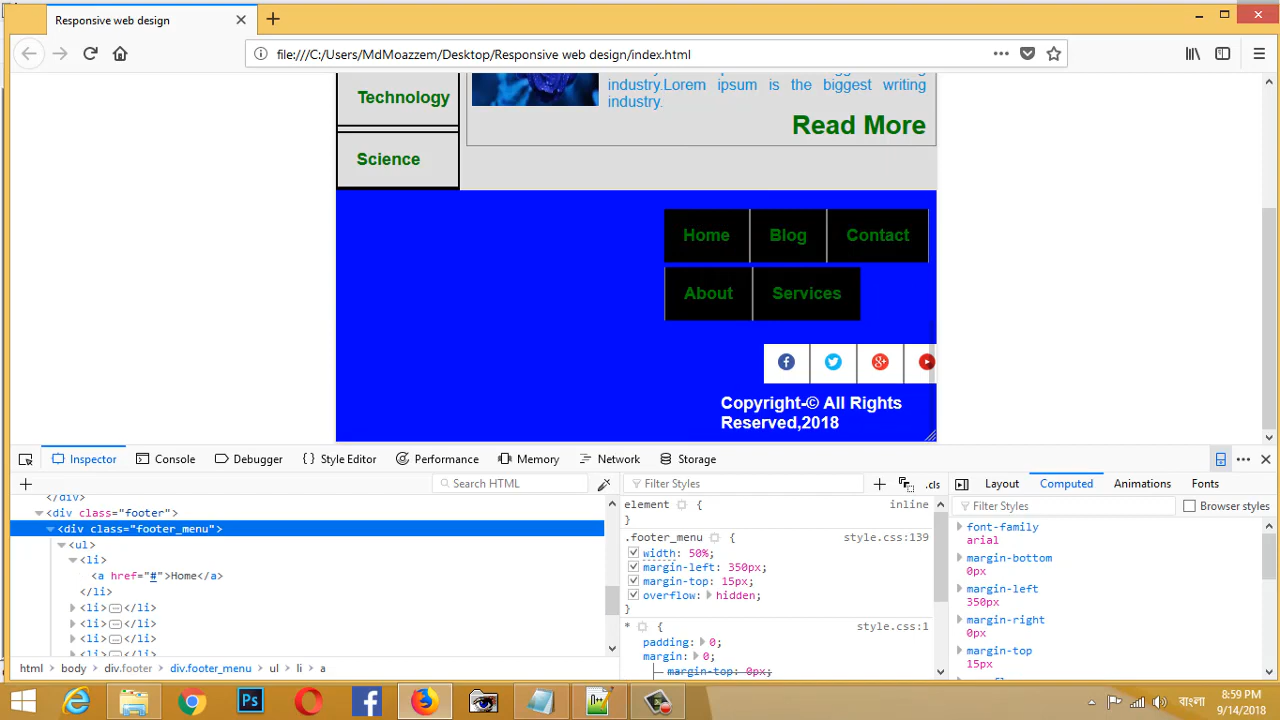 Responsive web design
file:///C:/Users/MdMoazzem/Desktop/Responsive web design/index.html
industry.Lorem ipsum is the biggest writing
industry.
Read More
Technology
Science
Home
Blog
Contact
About
Services
Copyright-© All Rights
Reserved,2018
Inspector
Console
Debugger
Style Editor
Performance
Memory
Network
Storage
Search HTML
Filter Styles
.cls
Layout
Computed
Animations
Fonts
</div>
<div class="footer">
<div class="footer_menu">
<ul>
<li>
<a href="#">Home</a>
</li>
<li></li>
<li></li>
<li></li>
<li></li>
html
body
div.footer
div.footer_menu
ul
li
a
element { inline
}
.footer_menu { style.css:139
width: 50%;
margin-left: 350px;
margin-top: 15px;
overflow: hidden;
}
* { style.css:1
padding: 0;
margin: 0;
margin-top: 0px;
Filter Styles
Browser styles
font-family
arial
margin-bottom
0px
margin-left
350px
margin-right
0px
margin-top
15px
Ps
বাংলা
8:59 PM
9/14/2018